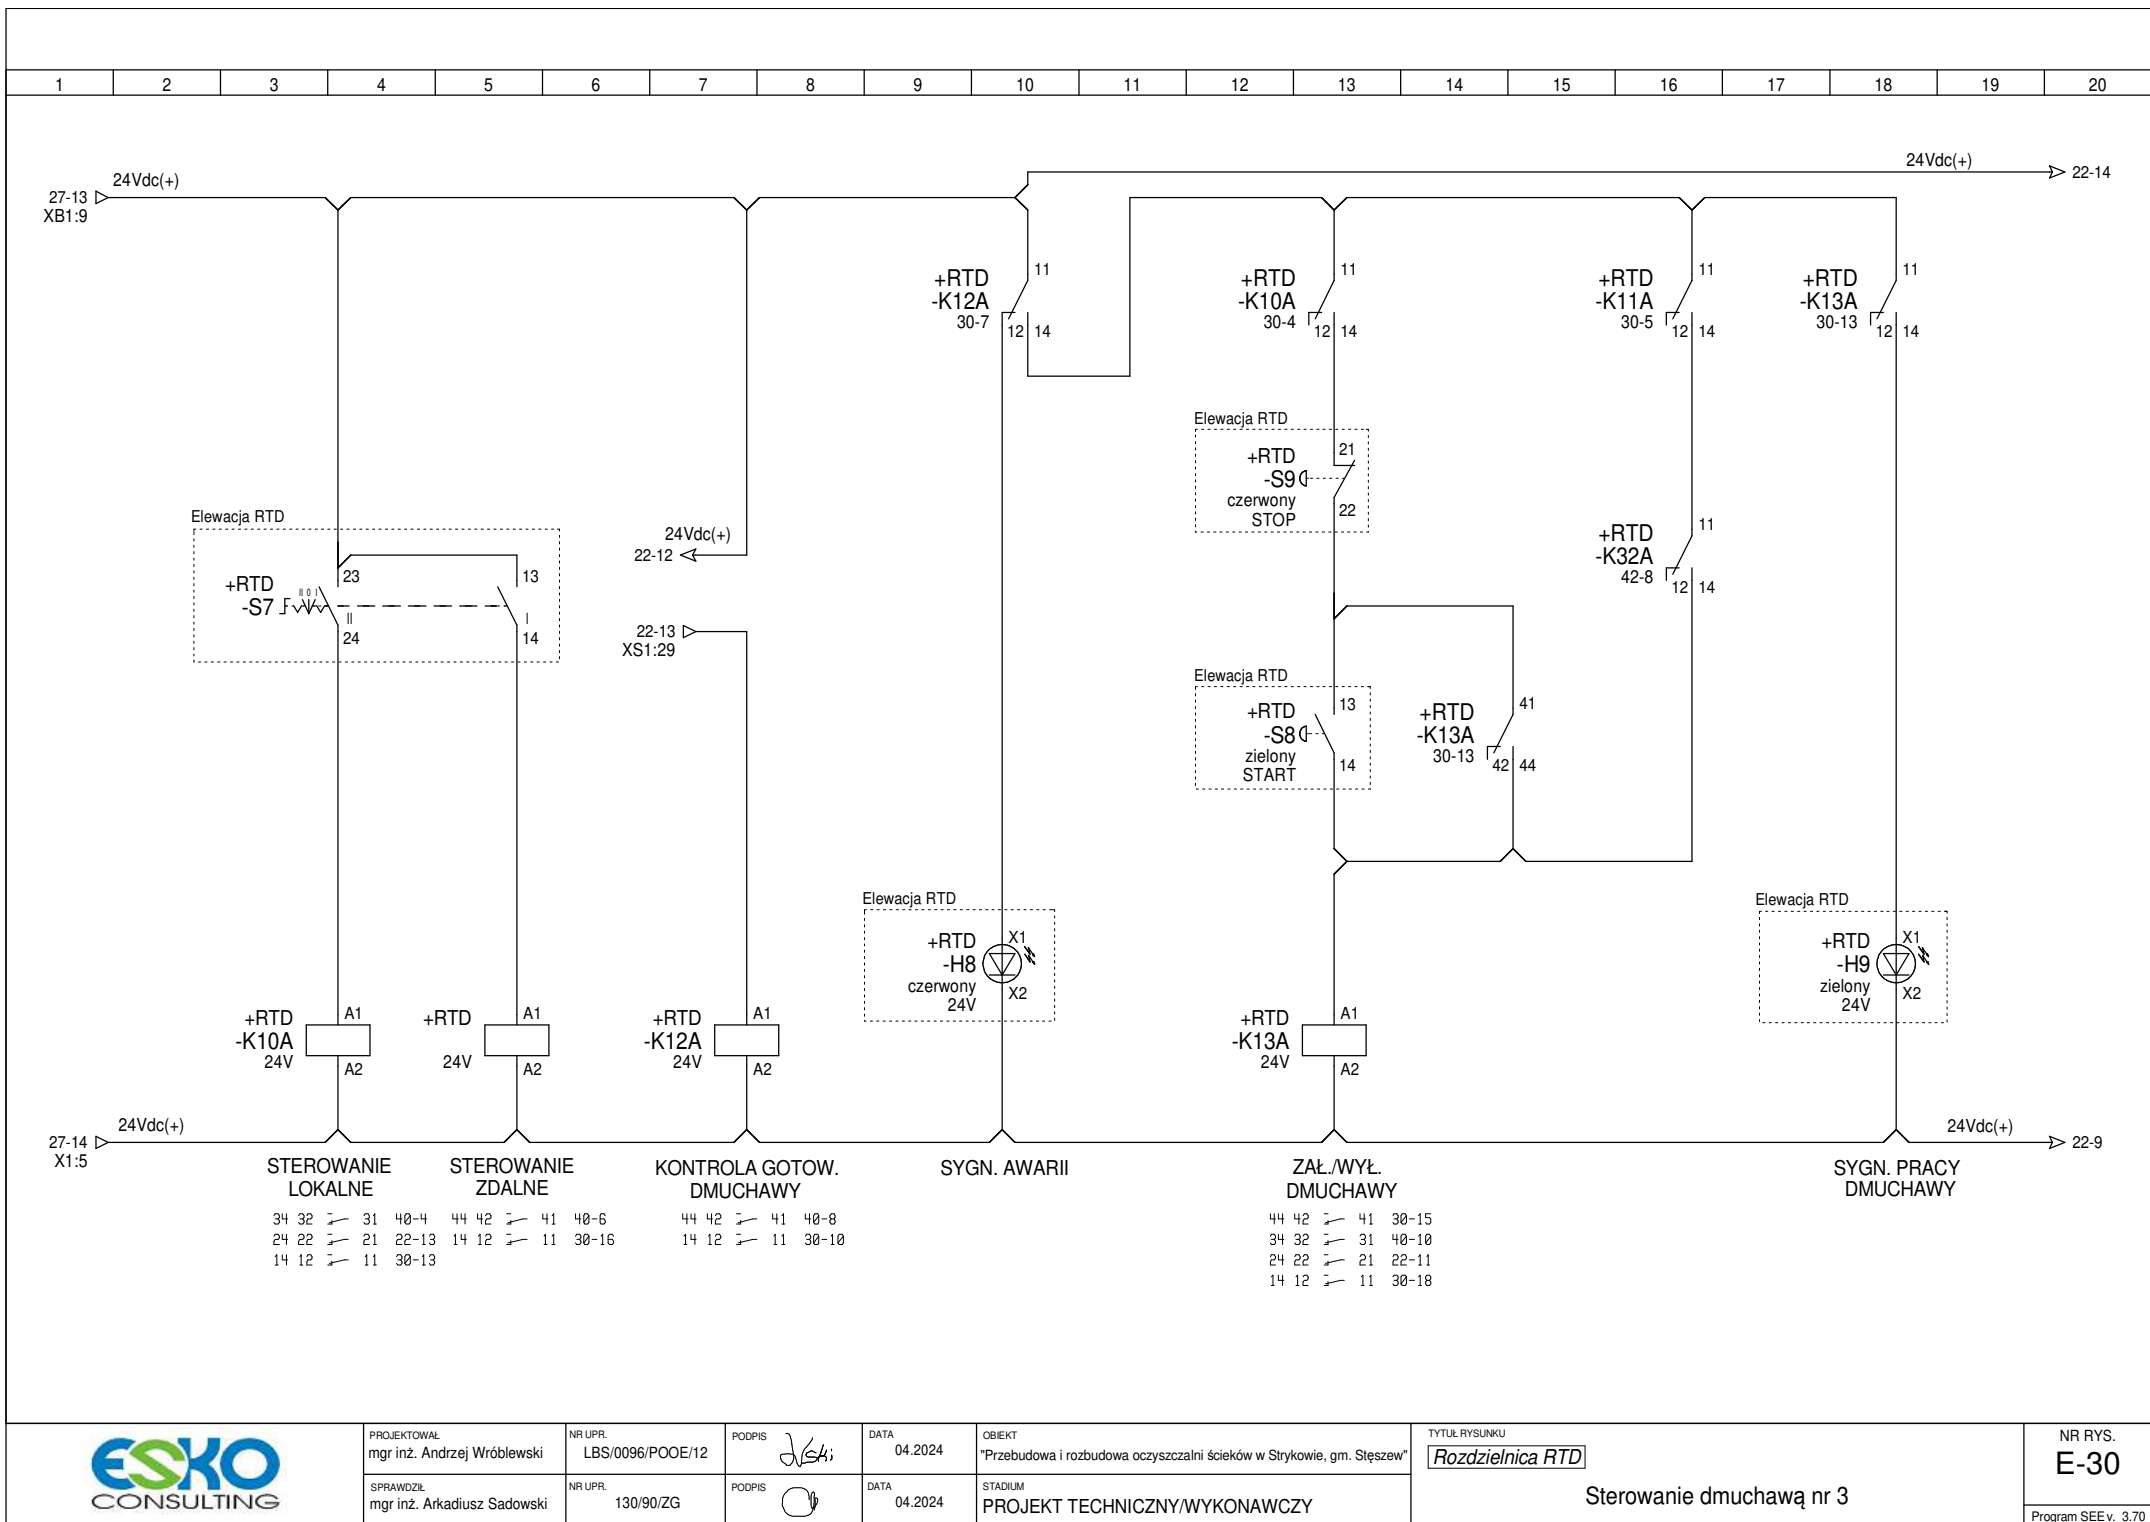 1 2 3 4 5 6 7 8 9 10 11 12 13 14 15 16 17 18 19 20
24Vdc(+)
27-13
XB1:9
24Vdc(+)
22-14
+RTD
-K12A
30-7
11
12 14
+RTD
-K10A
30-4
11
12 14
+RTD
-K11A
30-5
11
12 14
+RTD
-K13A
30-13
11
12 14
Elewacja RTD
+RTD
-S9
czerwony
STOP
21
22
Elewacja RTD
+RTD
-S7
II 0 I
23
II
24
13
I
14
24Vdc(+)
22-12
22-13
XS1:29
+RTD
-K32A
42-8
11
12 14
Elewacja RTD
+RTD
-S8
zielony
START
13
14
+RTD
-K13A
30-13
41
42 44
Elewacja RTD
+RTD
-H8
czerwony
24V
X1
X2
Elewacja RTD
+RTD
-H9
zielony
24V
X1
X2
+RTD
-K10A
24V
A1
A2
+RTD
24V
A1
A2
+RTD
-K12A
24V
A1
A2
+RTD
-K13A
24V
A1
A2
24Vdc(+)
27-14
X1:5
24Vdc(+)
22-9
STEROWANIE
LOKALNE
34 32 31 40-4
24 22 21 22-13
14 12 11 30-13
STEROWANIE
ZDALNE
44 42 41 40-6
14 12 11 30-16
KONTROLA GOTOW.
DMUCHAWY
44 42 41 40-8
14 12 11 30-10
SYGN. AWARII
ZAŁ./WYŁ.
DMUCHAWY
44 42 41 30-15
34 32 31 40-10
24 22 21 22-11
14 12 11 30-18
SYGN. PRACY
DMUCHAWY
ESKO
CONSULTING
PROJEKTOWAŁ
mgr inż. Andrzej Wróblewski
NR UPR.
LBS/0096/POOE/12
PODPIS
DATA
04.2024
SPRAWDZIŁ
mgr inż. Arkadiusz Sadowski
NR UPR.
130/90/ZG
PODPIS
DATA
04.2024
OBIEKT
"Przebudowa i rozbudowa oczyszczalni ścieków w Strykowie, gm. Stęszew"
STADIUM
PROJEKT TECHNICZNY/WYKONAWCZY
TYTUŁ RYSUNKU
Rozdzielnica RTD
Sterowanie dmuchawą nr 3
NR RYS.
E-30
Program SEE v. 3.70